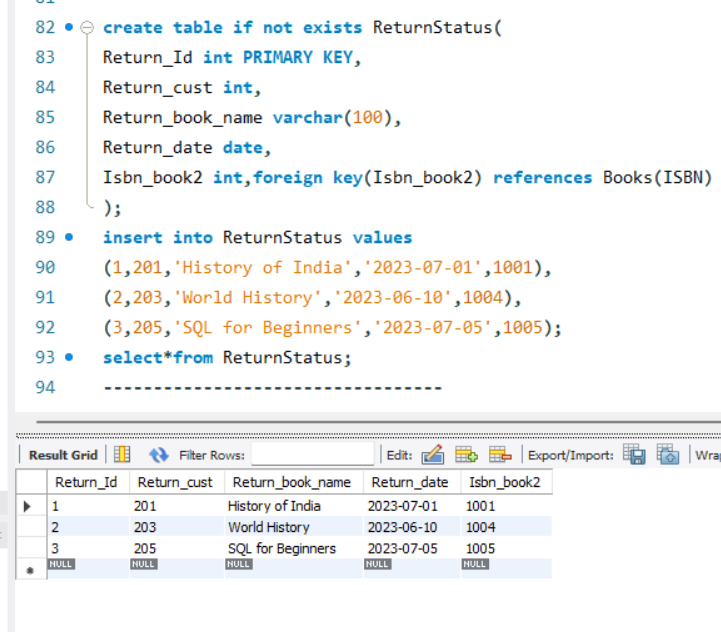 82 create table if not exists ReturnStatus(
83 Return_Id int PRIMARY KEY,
84 Return_cust int,
85 Return_book_name varchar(100),
86 Return_date date,
87 Isbn_book2 int,foreign key(Isbn_book2) references Books(ISBN)
88 );
89 insert into ReturnStatus values
90 (1,201,'History of India','2023-07-01',1001),
91 (2,203,'World History','2023-06-10',1004),
92 (3,205,'SQL for Beginners','2023-07-05',1005);
93 select*from ReturnStatus;
94 ----------------------------------
Result Grid Filter Rows: Edit: Export/Import:
Return_Id Return_cust Return_book_name Return_date Isbn_book2
1 201 History of India 2023-07-01 1001
2 203 World History 2023-06-10 1004
3 205 SQL for Beginners 2023-07-05 1005
NULL NULL NULL NULL NULL